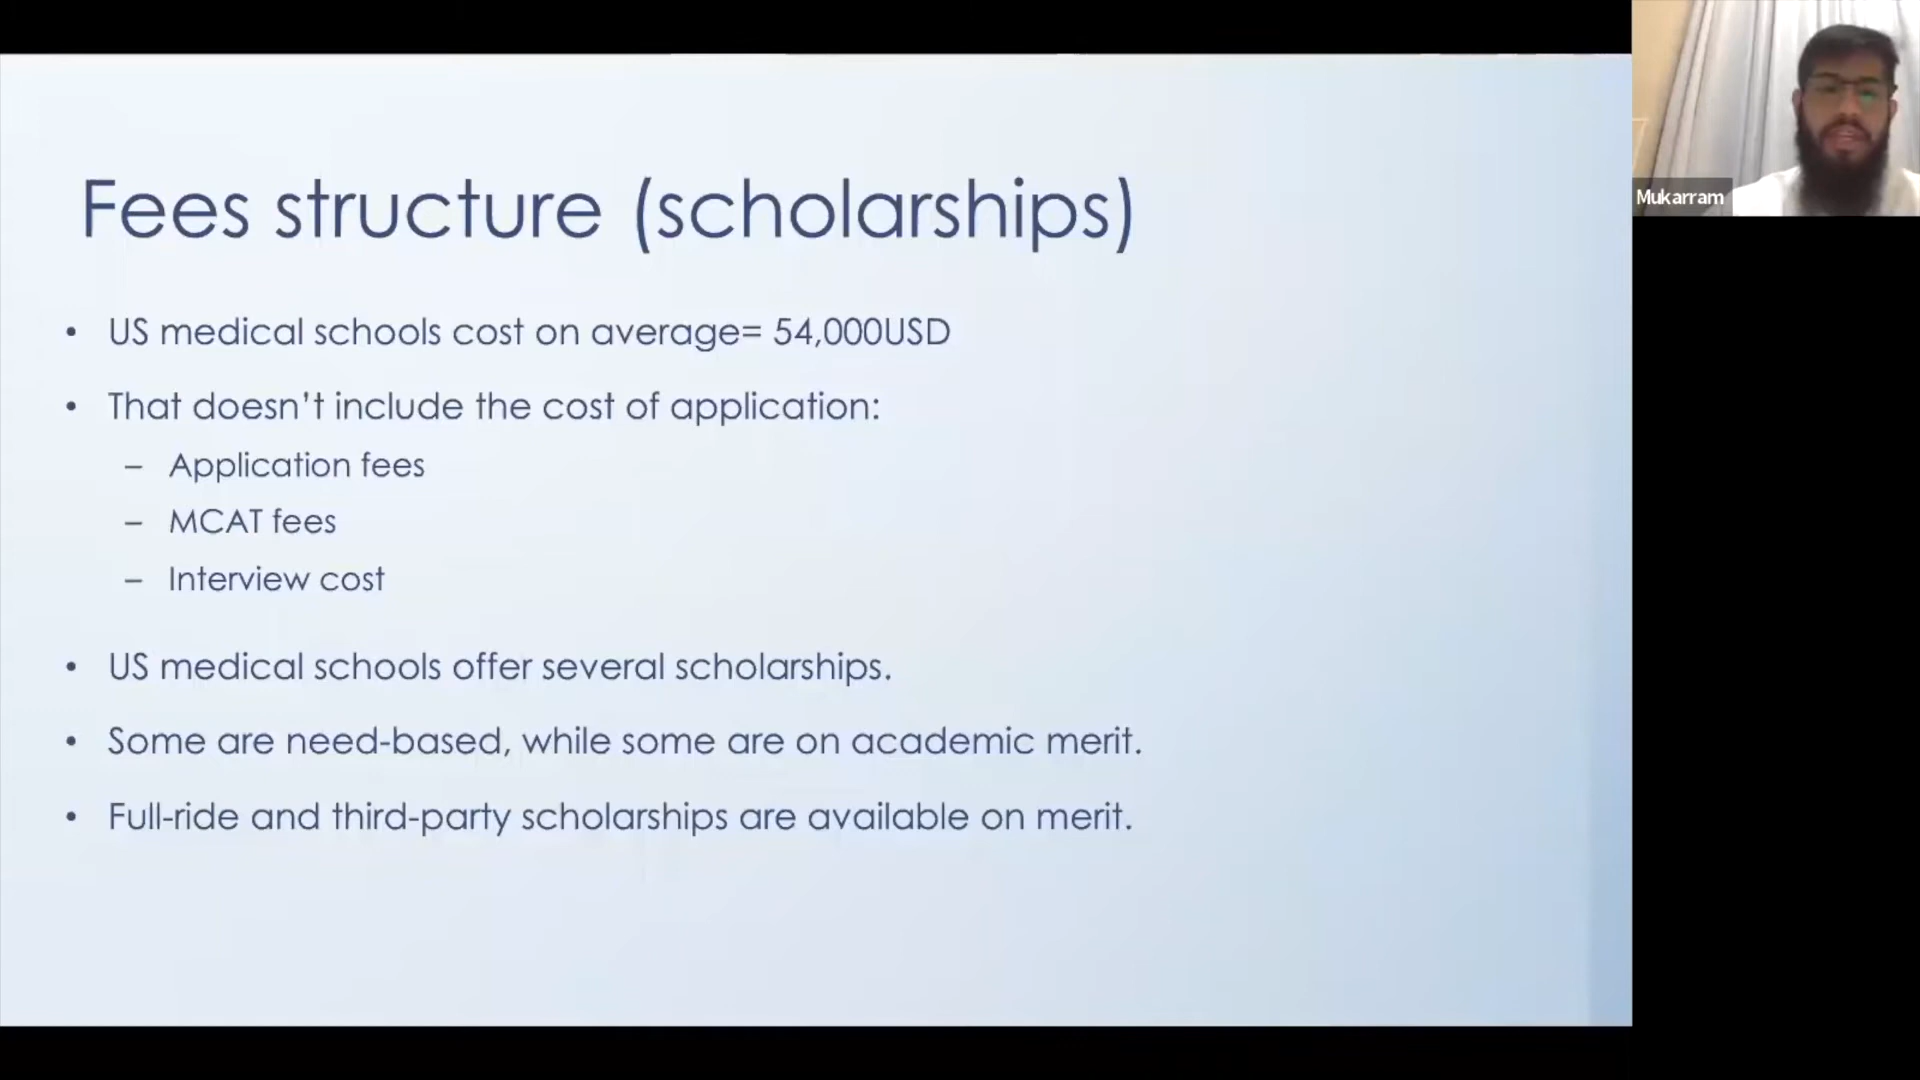 Fees structure (scholarships)
• US medical schools cost on average= 54,000USD
• That doesn't include the cost of application:
– Application fees
– MCAT fees
– Interview cost
• US medical schools offer several scholarships.
• Some are need-based, while some are on academic merit.
• Full-ride and third-party scholarships are available on merit.
Mukarram